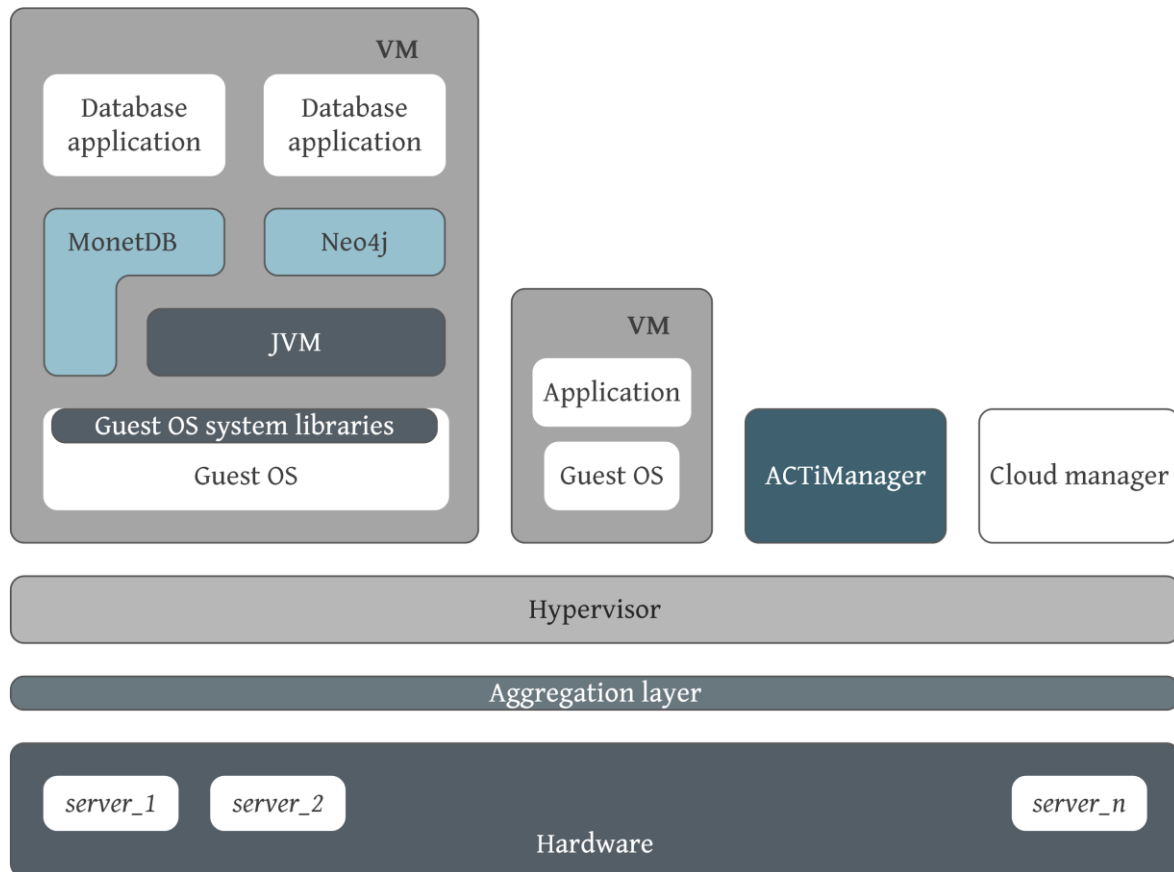 VM
Database
application
Database
application
MonetDB
Neo4j
JVM
Guest OS system libraries
Guest OS
VM
Application
Guest OS
ACTiManager
Cloud manager
Hypervisor
Aggregation layer
server_1
server_2
server_n
Hardware